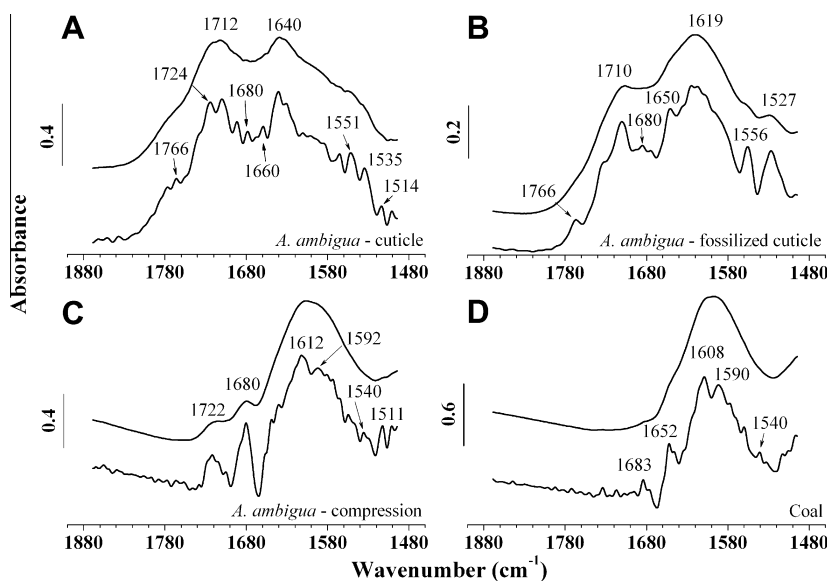 Absorbance
A
1712
1640
1724
1680
1766
1660
1551
1535
1514
0.4
A. ambigua - cuticle
1880 1780 1680 1580 1480
B
1619
1710
1527
1650
1680
1556
1766
0.2
A. ambigua - fossilized cuticle
1880 1780 1680 1580 1480
C
1612
1592
1680
1722
1540
1511
0.4
A. ambigua - compression
1880 1780 1680 1580 1480
D
1608
1590
1652
1540
1683
0.6
Coal
1880 1780 1680 1580 1480
Wavenumber (cm-1)